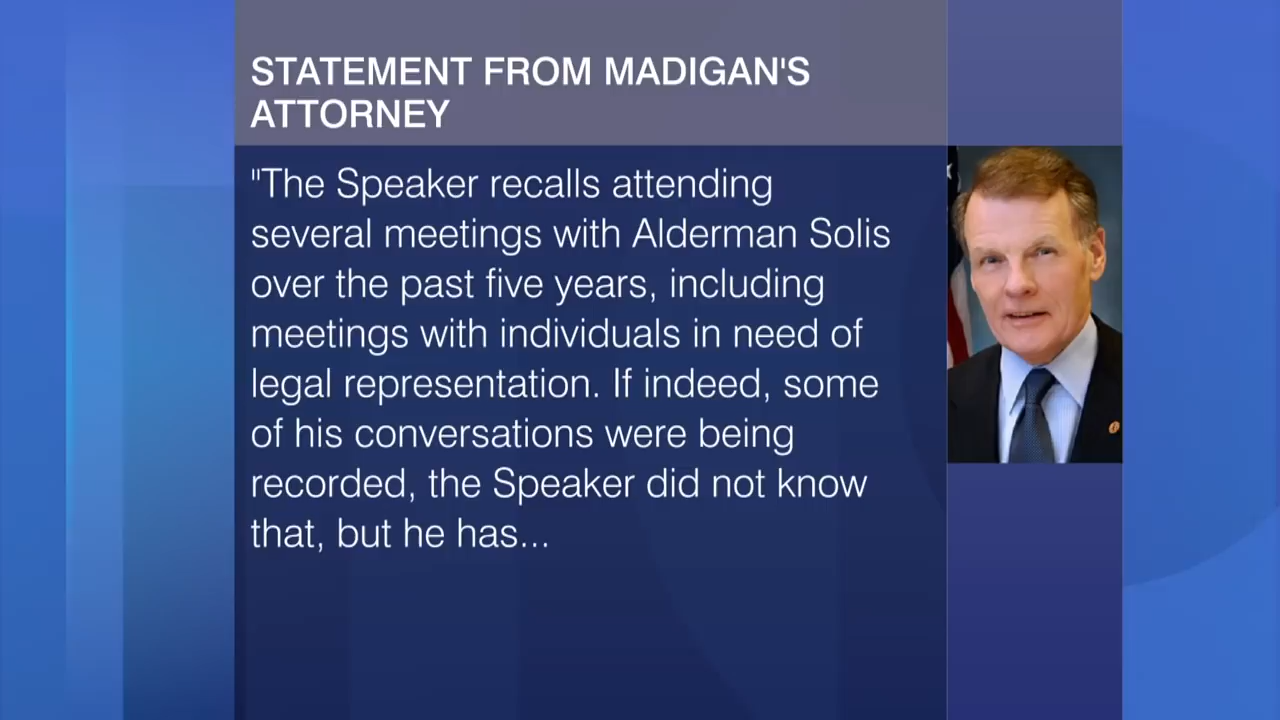 STATEMENT FROM MADIGAN'S
ATTORNEY
"The Speaker recalls attending
several meetings with Alderman Solis
over the past five years, including
meetings with individuals in need of
legal representation. If indeed, some
of his conversations were being
recorded, the Speaker did not know
that, but he has...